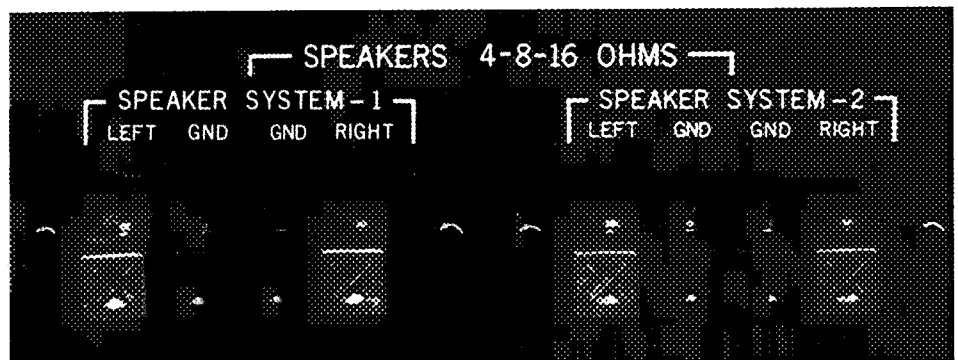 SPEAKERS 4-8-16 OHMS
SPEAKER SYSTEM-1
LEFT GND GND RIGHT
SPEAKER SYSTEM-2
LEFT GND GND RIGHT